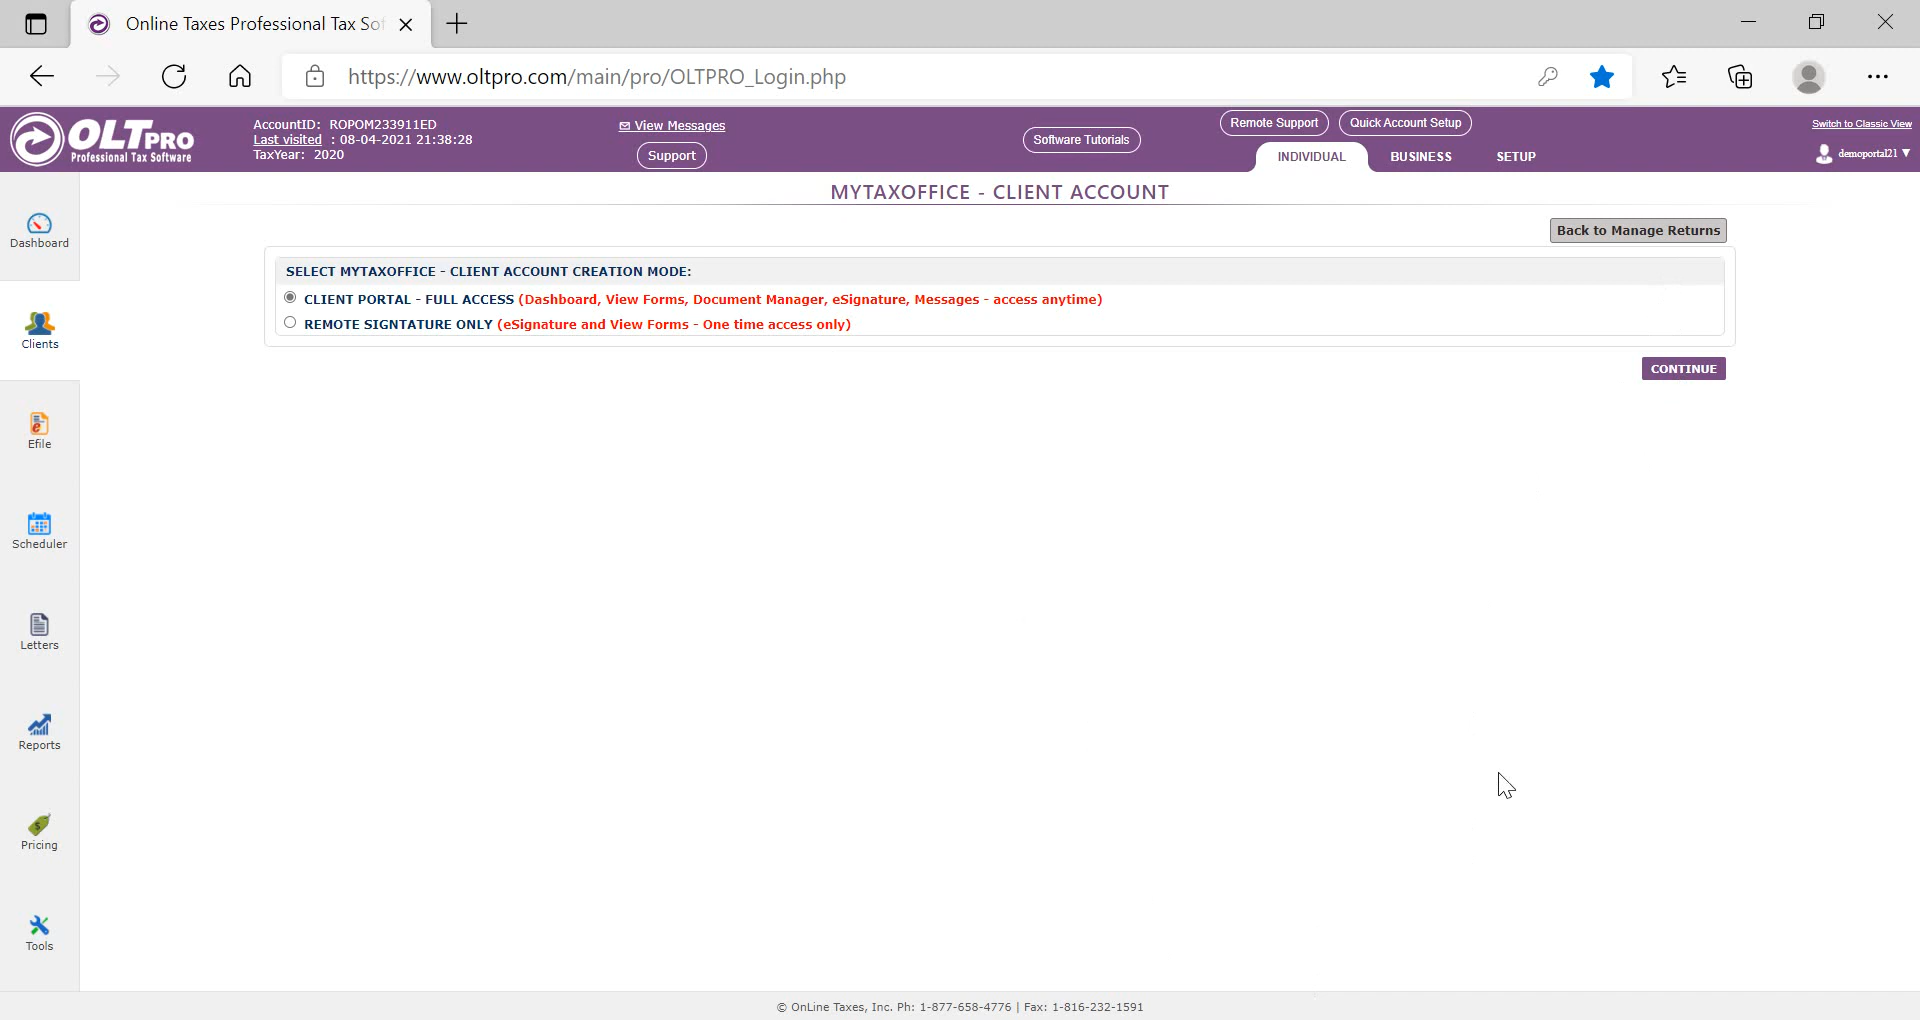 Online Taxes Professional Tax Sof
https://www.oltpro.com/main/pro/OLTPRO_Login.php
OLTPRO
Professional Tax Software
AccountID: ROPOM233911ED
Last visited : 08-04-2021 21:38:28
TaxYear: 2020
View Messages
Support
Software Tutorials
Remote Support
Quick Account Setup
INDIVIDUAL
BUSINESS
SETUP
Switch to Classic View
demoportal21 ▼
MYTAXOFFICE - CLIENT ACCOUNT
Back to Manage Returns
SELECT MYTAXOFFICE - CLIENT ACCOUNT CREATION MODE:
CLIENT PORTAL - FULL ACCESS (Dashboard, View Forms, Document Manager, eSignature, Messages - access anytime)
REMOTE SIGNTATURE ONLY (eSignature and View Forms - One time access only)
CONTINUE
Dashboard
Clients
Efile
Scheduler
Letters
Reports
Pricing
Tools
© OnLine Taxes, Inc. Ph: 1-877-658-4776 | Fax: 1-816-232-1591